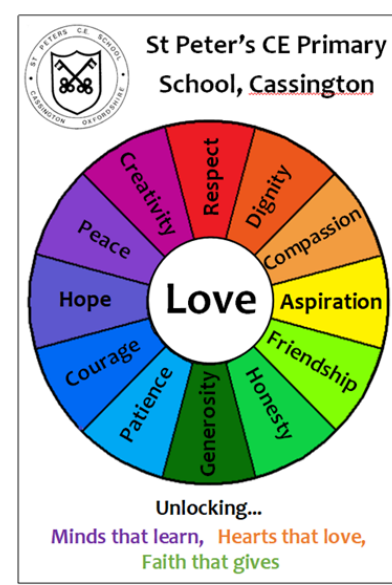 ST PETERS C.E. SCHOOL
CASSINGTON OXFORDSHIRE
St Peter's CE Primary
School, Cassington
Respect
Dignity
Compassion
Aspiration
Friendship
Honesty
Generosity
Patience
Courage
Hope
Peace
Creativity
Love
Unlocking...
Minds that learn, Hearts that love,
Faith that gives